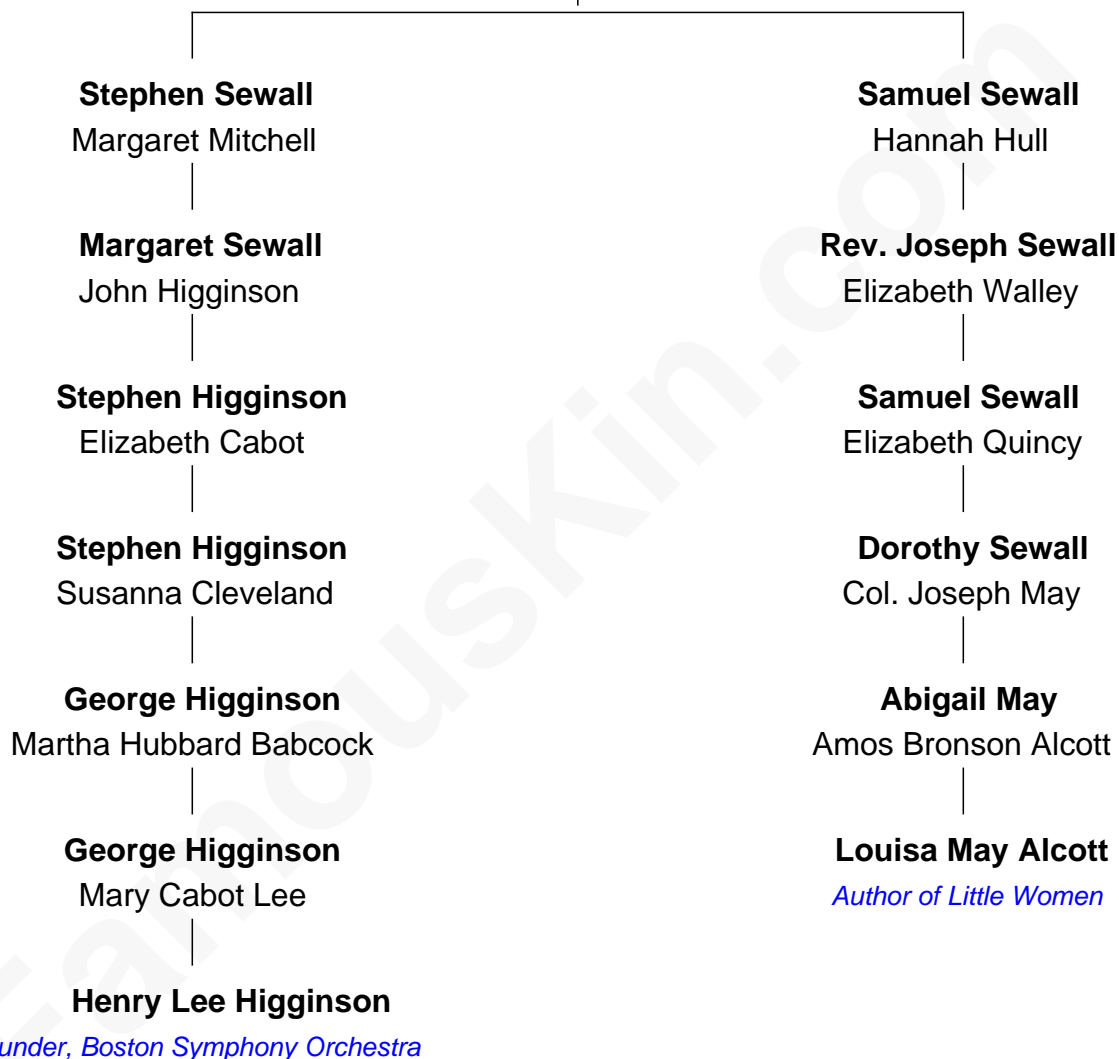 Stephen Sewall
Margaret Mitchell
Margaret Sewall
John Higginson
Stephen Higginson
Elizabeth Cabot
Stephen Higginson
Susanna Cleveland
George Higginson
Martha Hubbard Babcock
George Higginson
Mary Cabot Lee
Henry Lee Higginson
under, Boston Symphony Orchestra
Samuel Sewall
Hannah Hull
Rev. Joseph Sewall
Elizabeth Walley
Samuel Sewall
Elizabeth Quincy
Dorothy Sewall
Col. Joseph May
Abigail May
Amos Bronson Alcott
Louisa May Alcott
Author of Little Women
FamousKin.com